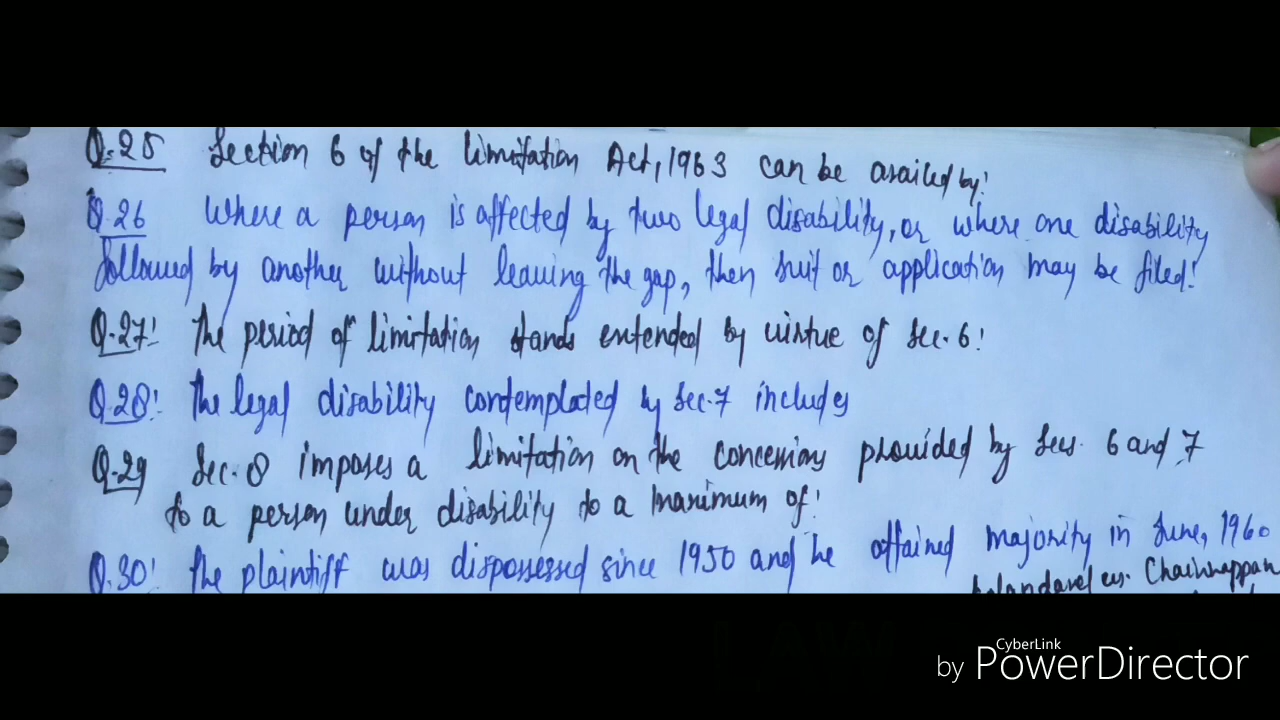 Q.25 Section 6 of the limitation Act, 1963 can be availed by!
Q.26 Where a person is affected by two legal disability, or where one disability
followed by another without leaving the gap, then suit or application may be filed!
Q.27! The period of limitation stands extended by virtue of Sec. 6!
Q.28! The legal disability contemplated by Sec. 7 includes
Q.29 Sec. 8 imposes a limitation on the concessions provided by Secs. 6 and 7
to a person under disability to a maximum of!
Q.30! The plaintiff was dispossessed since 1950 and he attained majority in June, 1960
vs.
CyberLink
by PowerDirector